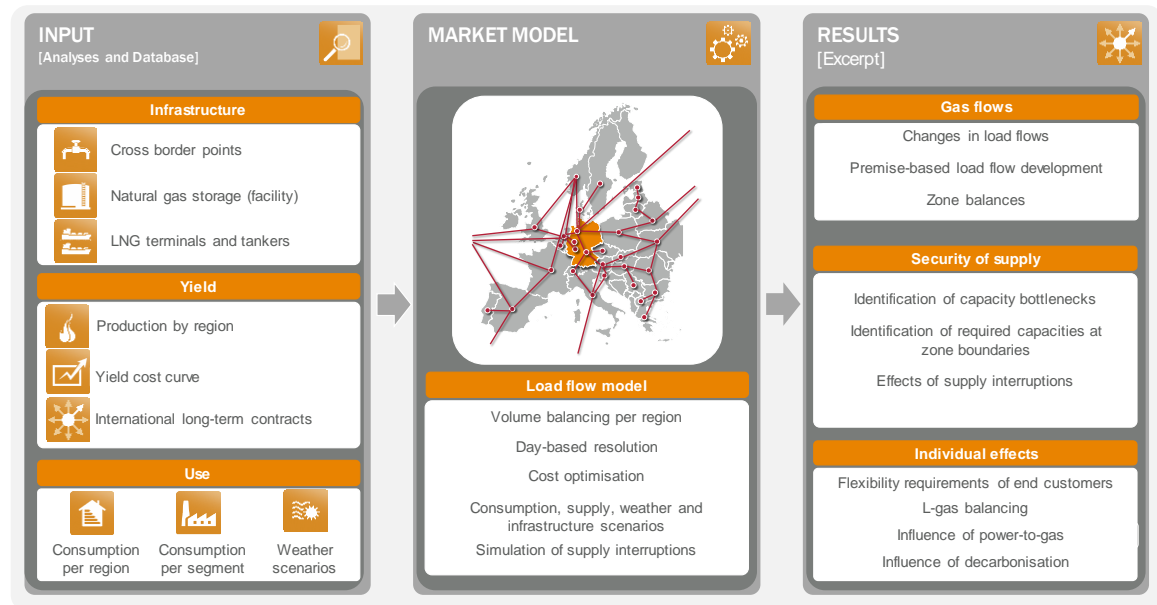 INPUT
[Analyses and Database]
Infrastructure
Cross border points
Natural gas storage (facility)
LNG terminals and tankers
Yield
Production by region
Yield cost curve
International long-term contracts
Use
Consumption
per region
Consumption
per segment
Weather
scenarios
MARKET MODEL
Load flow model
Volume balancing per region
Day-based resolution
Cost optimisation
Consumption, supply, weather and
infrastructure scenarios
Simulation of supply interruptions
RESULTS
[Excerpt]
Gas flows
Changes in load flows
Premise-based load flow development
Zone balances
Security of supply
Identification of capacity bottlenecks
Identification of required capacities at
zone boundaries
Effects of supply interruptions
Individual effects
Flexibility requirements of end customers
L-gas balancing
Influence of power-to-gas
Influence of decarbonisation